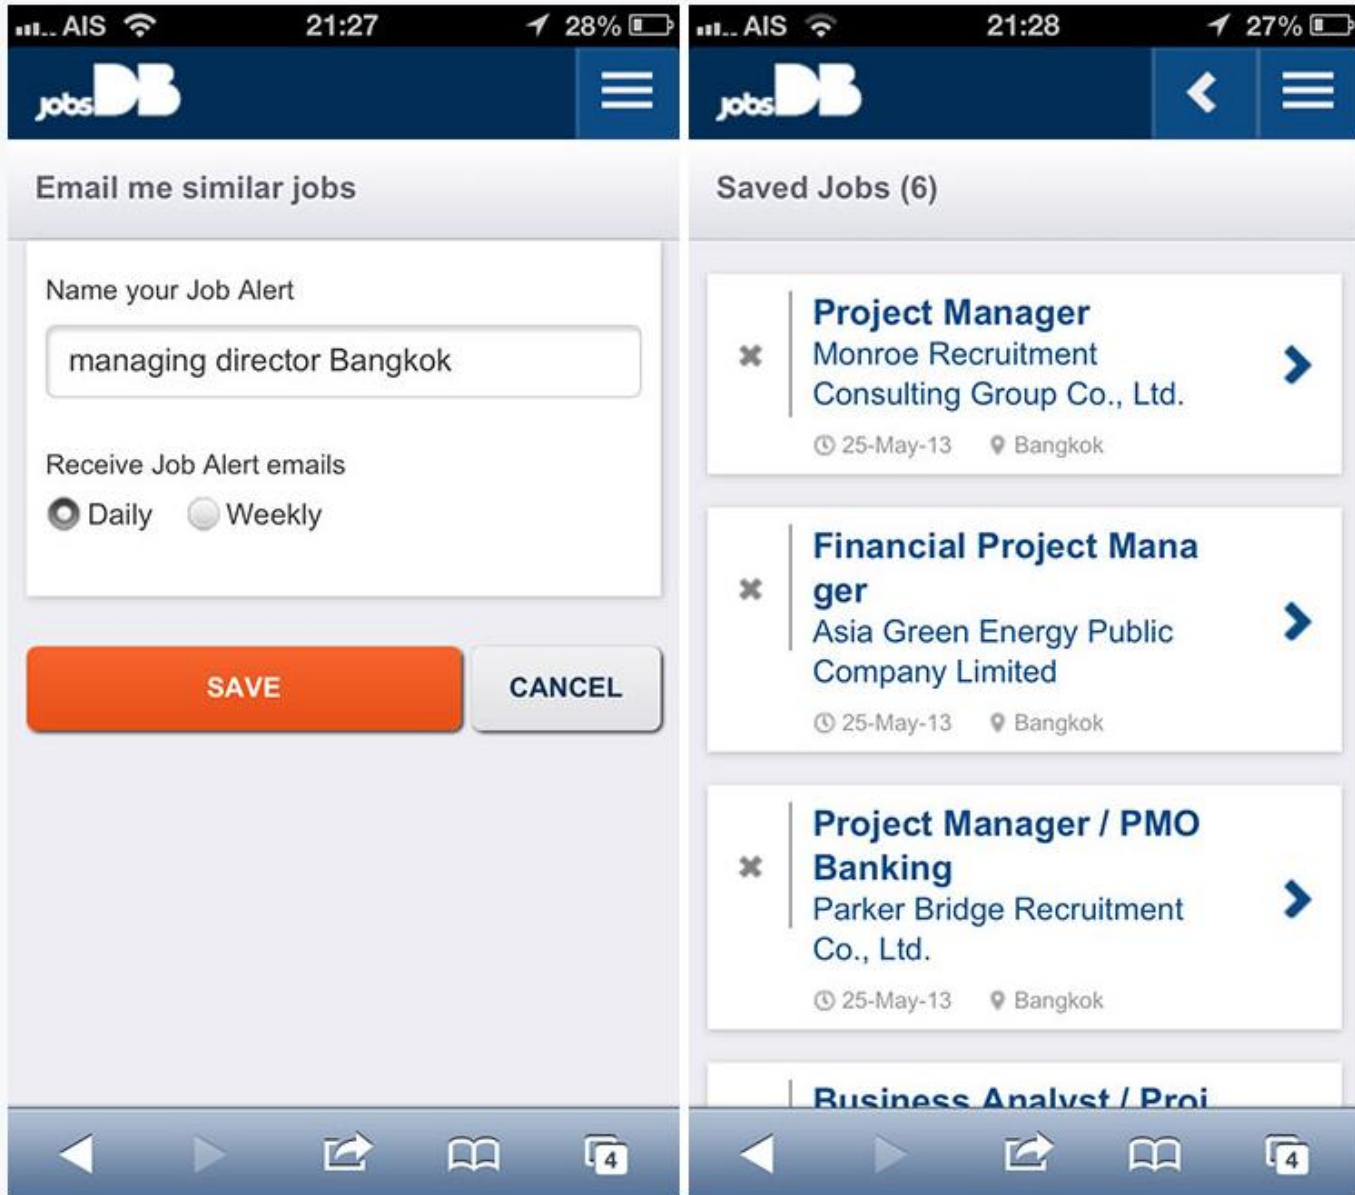 AIS 21:27 28%
jobsDB
Email me similar jobs
Name your Job Alert
managing director Bangkok
Receive Job Alert emails
Daily Weekly
SAVE CANCEL
4
AIS 21:28 27%
jobsDB
Saved Jobs (6)
Project Manager
Monroe Recruitment
Consulting Group Co., Ltd.
25-May-13 Bangkok
Financial Project Mana
ger
Asia Green Energy Public
Company Limited
25-May-13 Bangkok
Project Manager / PMO
Banking
Parker Bridge Recruitment
Co., Ltd.
25-May-13 Bangkok
Business Analyst / Proj
4